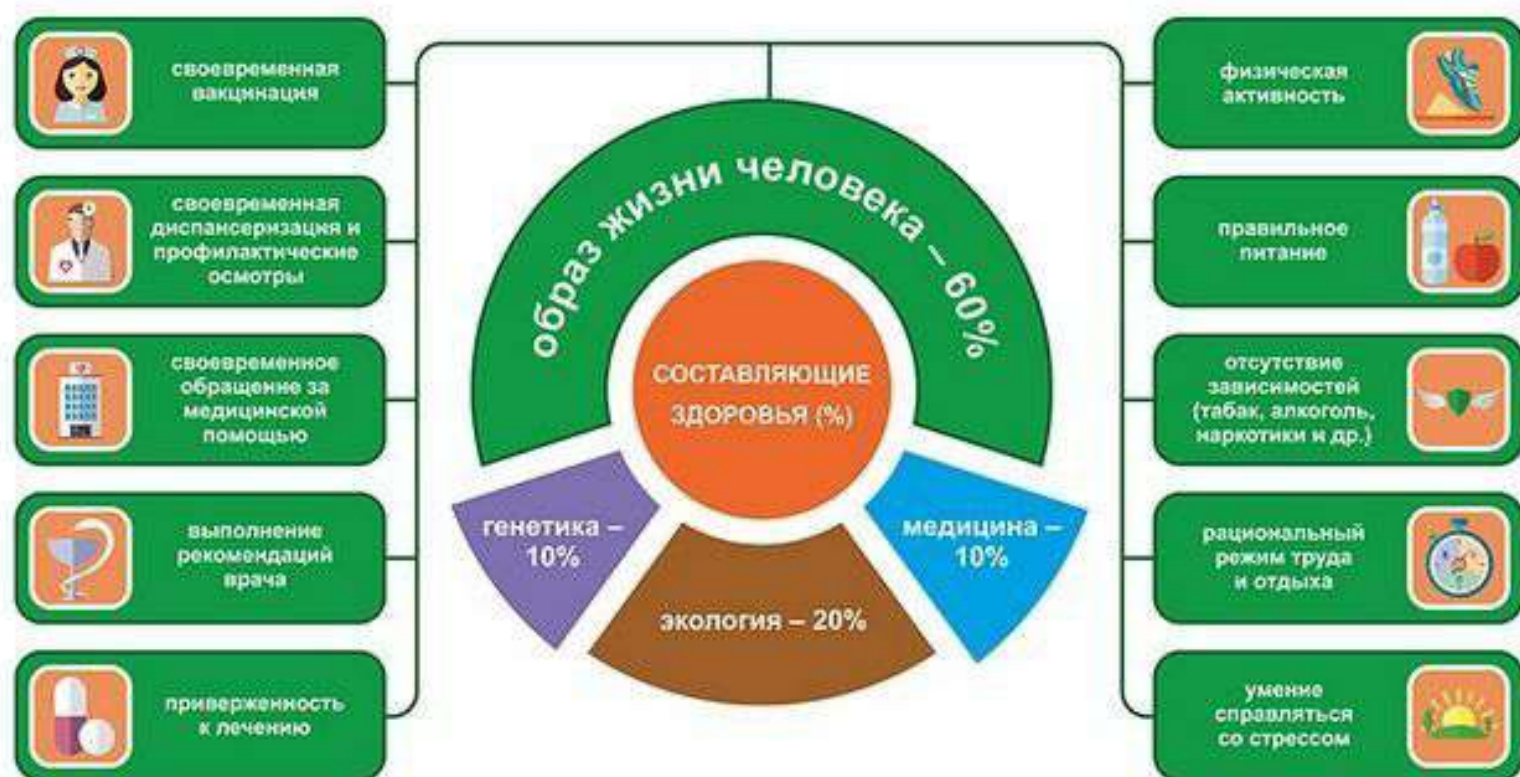 своевременная
вакцинация
своевременная
диспансеризация и
профилактические
осмотры
своевременное
обращение за
медицинской
помощью
выполнение
рекомендаций
врача
приверженность
к лечению
образ жизни человека – 60%
СОСТАВЛЯЮЩИЕ
ЗДОРОВЬЯ (%)
генетика –
10%
экология – 20%
медицина –
10%
физическая
активность
правильное
питание
отсутствие
зависимостей
(табак, алкоголь,
наркотики и др.)
рациональный
режим труда
и отдыха
умение
справляться
со стрессом